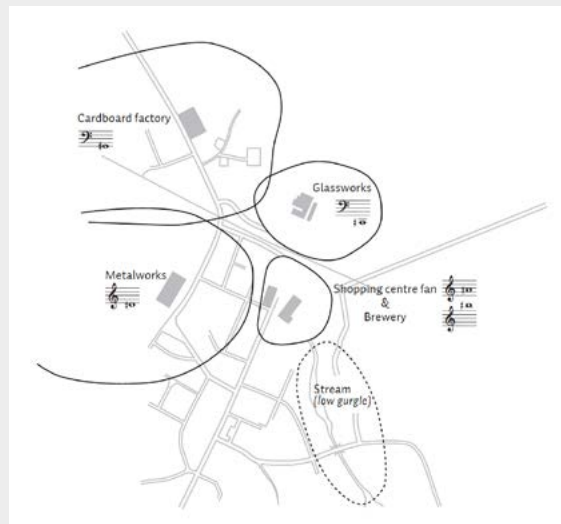 Cardboard factory
Glassworks
Metalworks
Shopping centre fan
&
Brewery
Stream
(low gurgle)